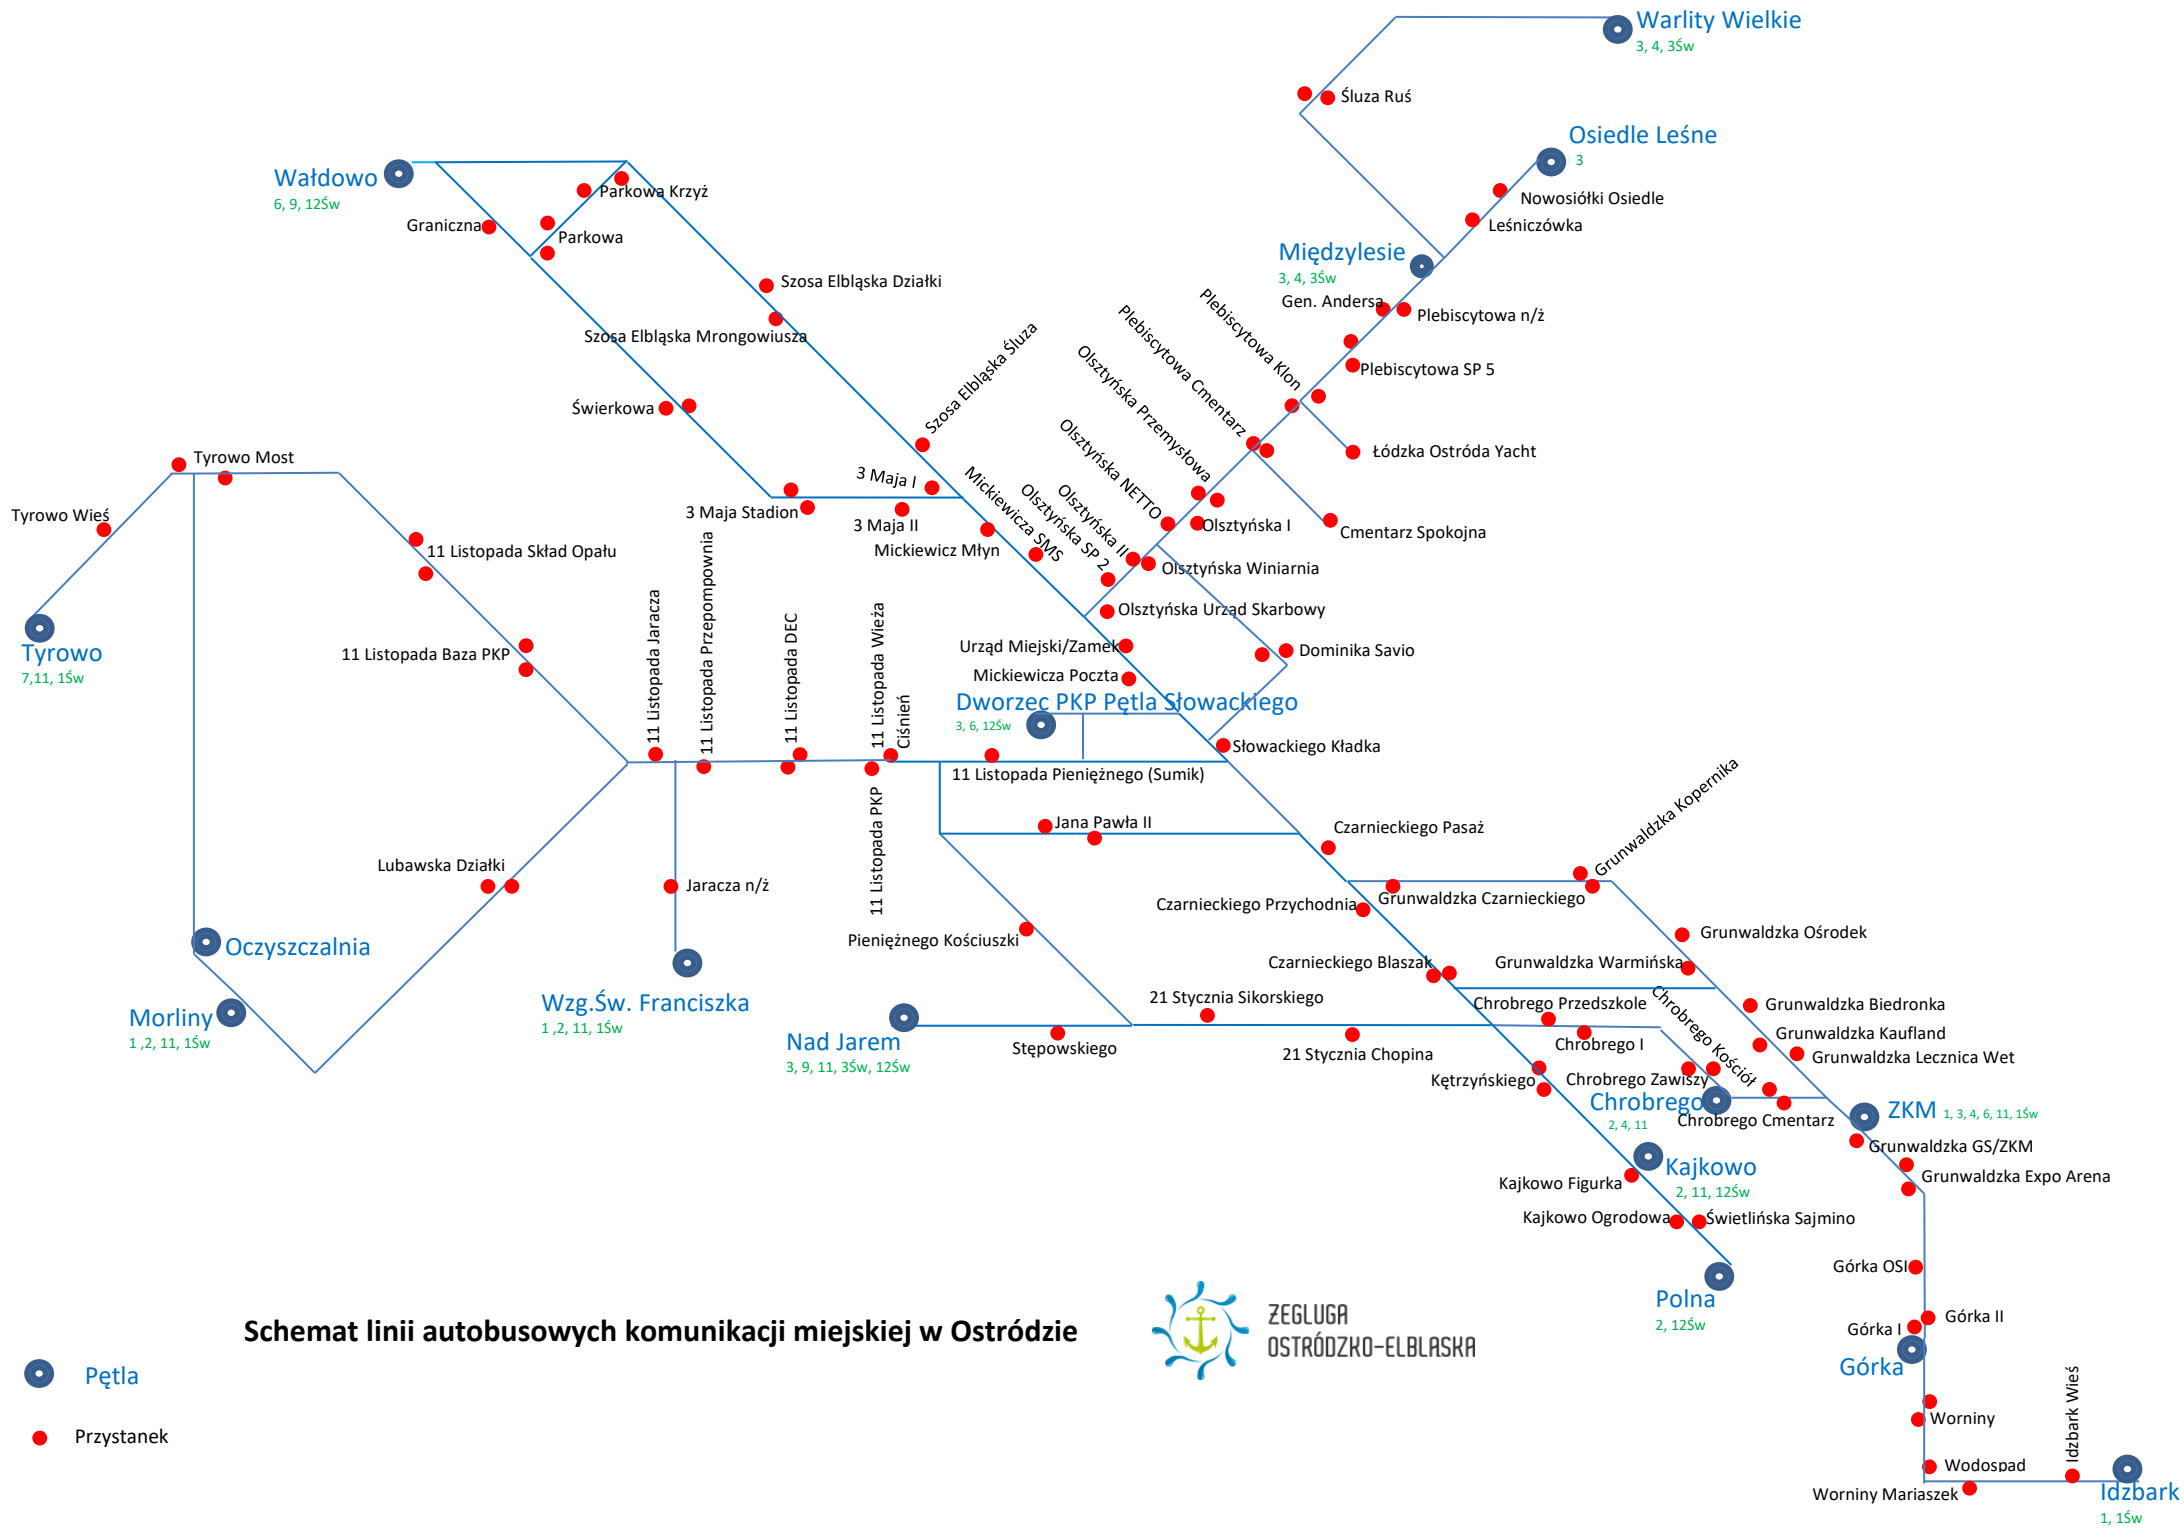 Warlity Wielkie
3, 4, 3Św
Śluza Ruś
Osiedle Leśne
3
Wałdowo
6, 9, 12Św
Parkowa Krzyż
Nowosiółki Osiedle
Graniczna
Parkowa
Leśniczówka
Międzylesie
3, 4, 3Św
Szosa Elbląska Działki
Gen. Andersa
Plebiscytowa n/ż
Szosa Elbląska Mrongowiusza
Plebiscytowa Klon
Plebiscytowa Cmentarz
Olsztyńska Przemysłowa
Szosa Elbląska Śluza
Plebiscytowa SP 5
Świerkowa
Olsztyńska NETTO
Łódzka Ostróda Yacht
Tyrowo Most
3 Maja I
Mickiewicza SMS
Olsztyńska II
Olsztyńska SP 2
Tyrowo Wieś
3 Maja Stadion
3 Maja II
Olsztyńska I
Cmentarz Spokojna
11 Listopada Skład Opału
Mickiewicz Młyn
Olsztyńska Winiarnia
11 Listopada Jaracza
11 Listopada Przepompownia
11 Listopada DEC
11 Listopada Wieża
Ciśnień
Olsztyńska Urząd Skarbowy
Tyrowo
7,11, 1Św
11 Listopada Baza PKP
Urząd Miejski/Zamek
Dominika Savio
Mickiewicza Poczta
Dworzec PKP Pętla Słowackiego
3, 6, 12Św
Słowackiego Kładka
11 Listopada Pieniężnego (Sumik)
Grunwaldzka Kopernika
11 Listopada PKP
Jana Pawła II
Czarnieckiego Pasaż
Lubawska Działki
Jaracza n/ż
Czarnieckiego Przychodnia
Grunwaldzka Czarnieckiego
Pieniężnego Kościuszki
Grunwaldzka Ośrodek
Oczyszczalnia
Czarnieckiego Blaszak
Grunwaldzka Warmińska
Wzg.Św. Franciszka
1 ,2, 11, 1Św
21 Stycznia Sikorskiego
Chrobrego Przedszkole
Chrobrego Kościół
Grunwaldzka Biedronka
Morliny
1 ,2, 11, 1Św
Nad Jarem
3, 9, 11, 3Św, 12Św
Stępowskiego
21 Stycznia Chopina
Chrobrego I
Grunwaldzka Kaufland
Grunwaldzka Lecznica Wet
Kętrzyńskiego
Chrobrego Zawiszy
Chrobrego
2, 4, 11
Chrobrego Cmentarz
ZKM 1, 3, 4, 6, 11, 1Św
Grunwaldzka GS/ZKM
Kajkowo
2, 11, 12Św
Kajkowo Figurka
Grunwaldzka Expo Arena
Kajkowo Ogrodowa
Świetlińska Sajmino
Górka OSI
Polna
2, 12Św
Górka II
Górka I
Górka
Schemat linii autobusowych komunikacji miejskiej w Ostródzie
ŻEGLUGA
OSTRÓDZKO-ELBLĄSKA
Pętla
Przystanek
Worniny
Idzbark Wieś
Wodospad
Worniny Mariaszek
Idzbark
1, 1Św